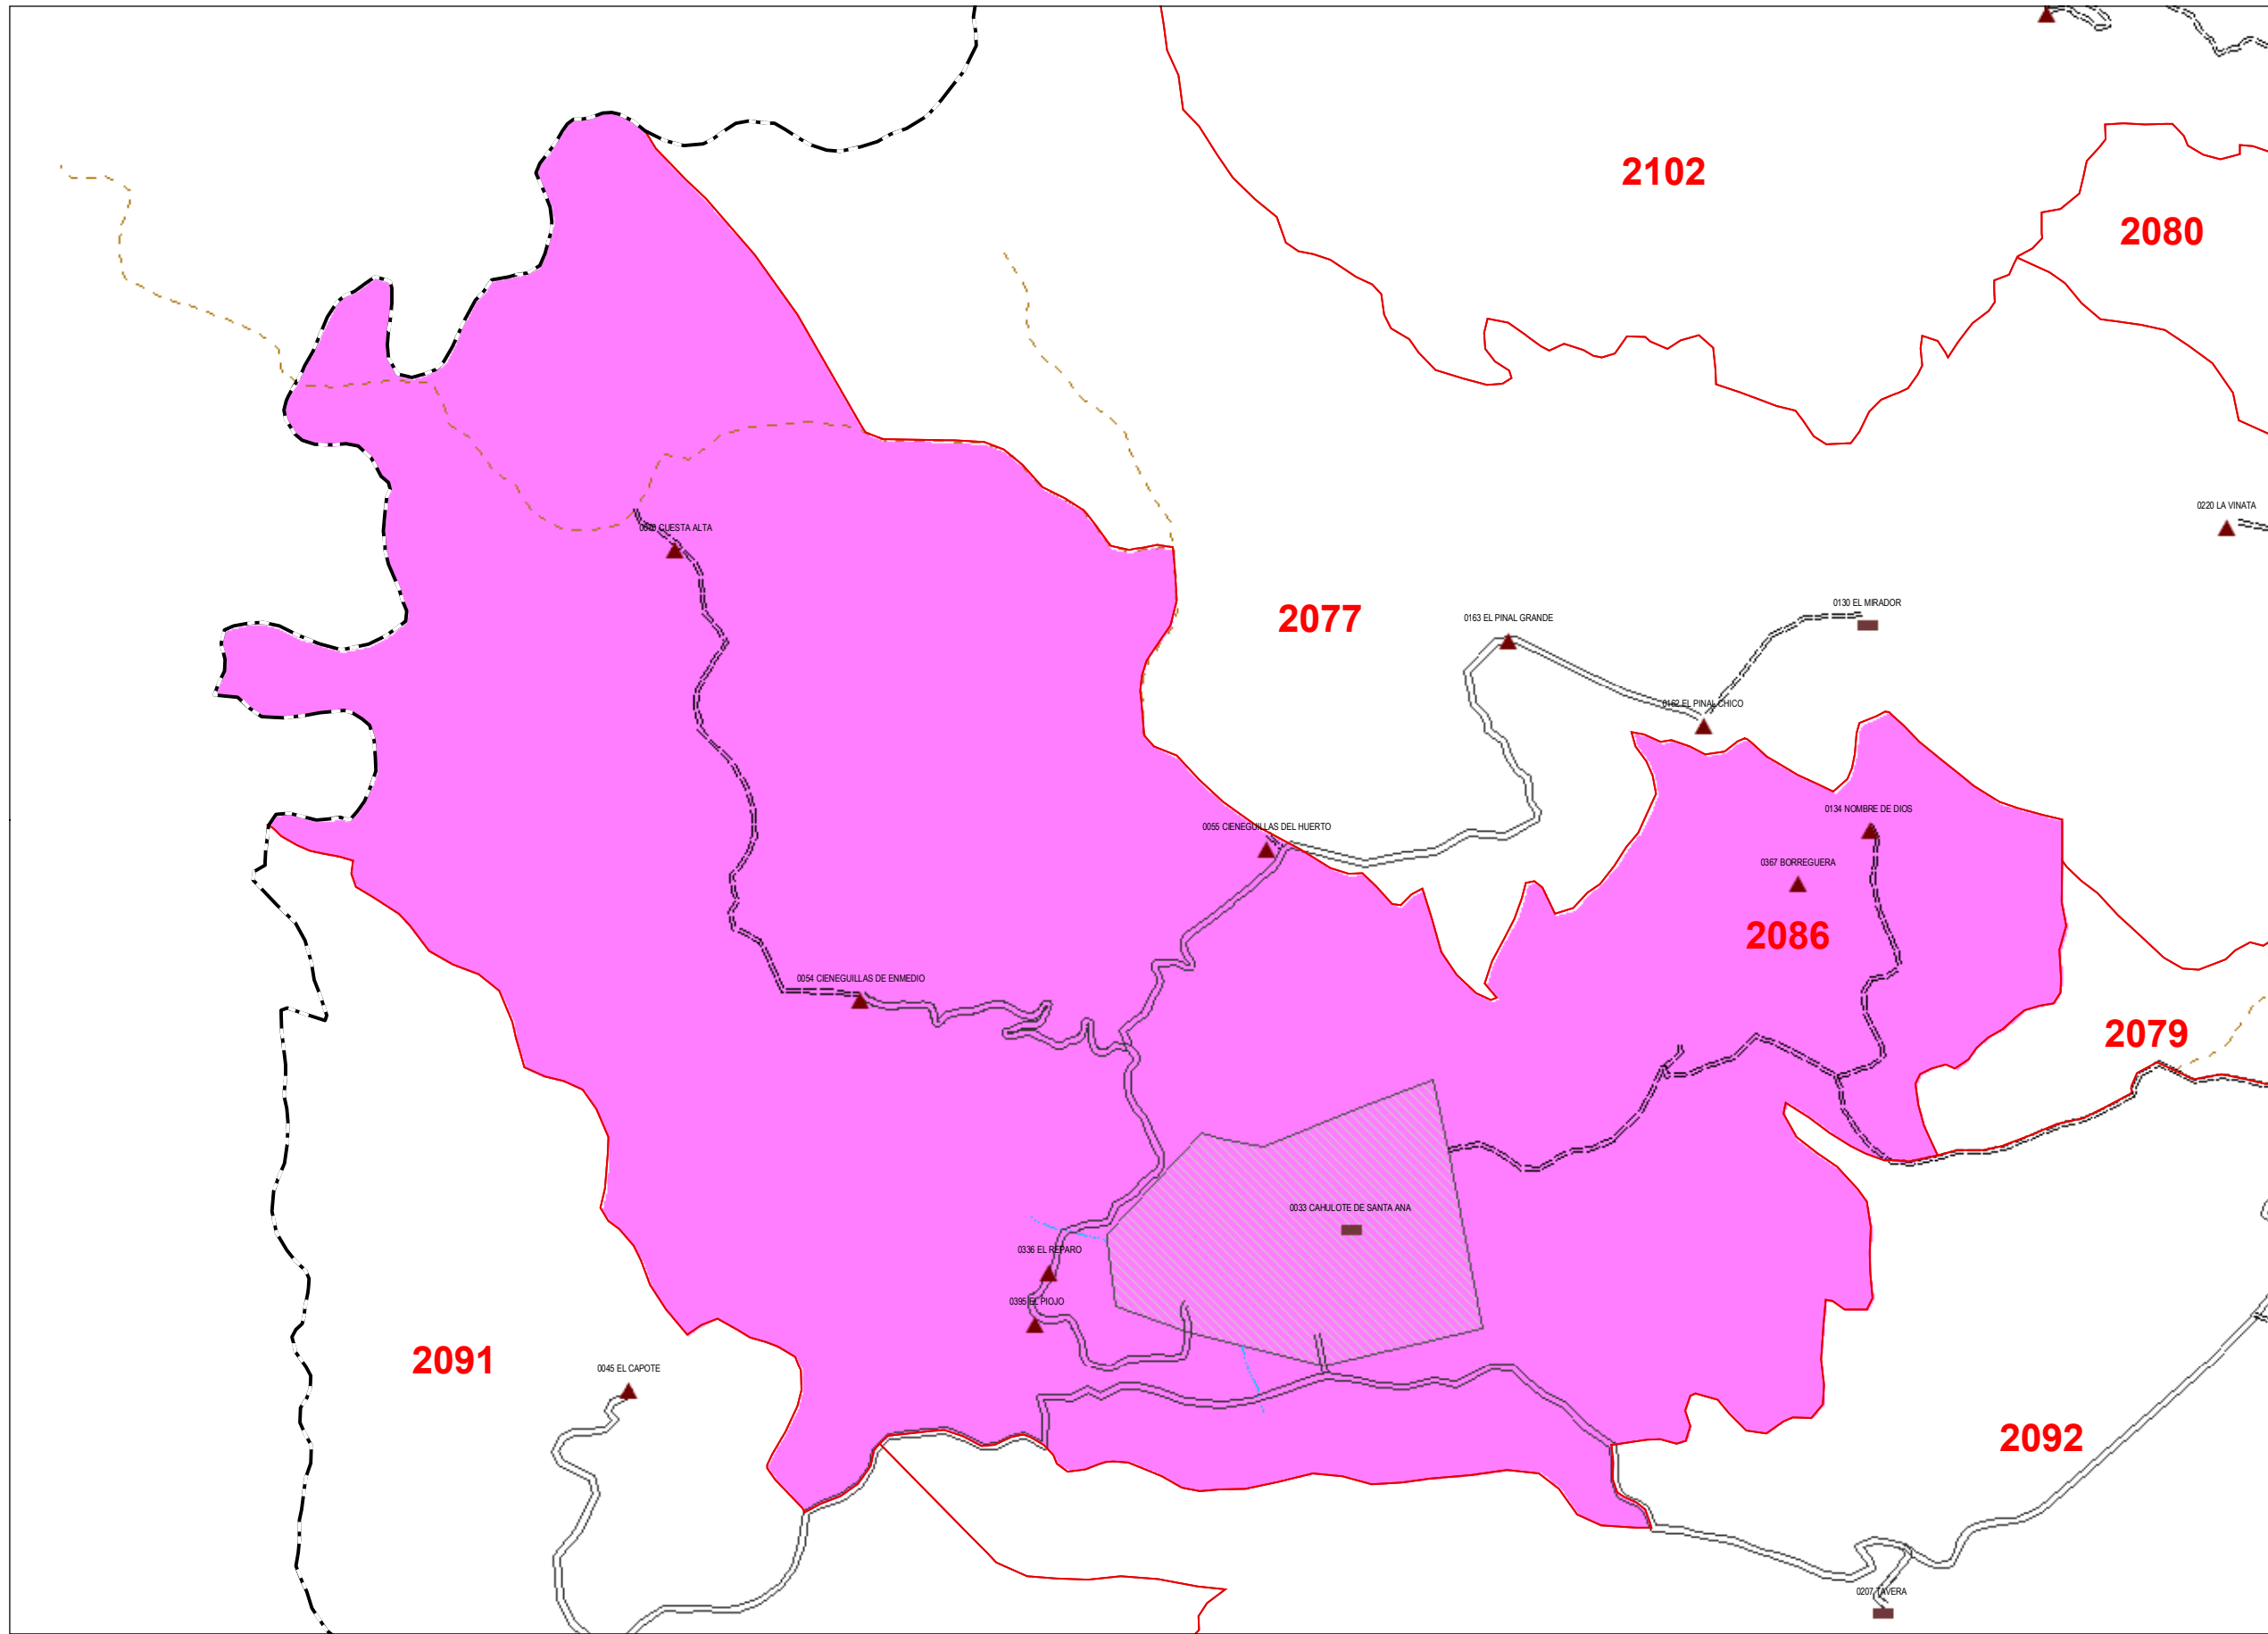 2102
2080
0220 LA VINATA
CUESTA ALTA
0130 EL MIRADOR
2077
0163 EL PINAL GRANDE
0162 EL PINAL CHICO
0134 NOMBRE DE DIOS
0055 CIENEGUILLAS DEL HUERTO
0367 BORREGUERA
2086
0054 CIENEGUILLAS DE ENMEDIO
2079
0033 CAHULOTE DE SANTA ANA
0336 EL REPARO
0395 EL PIOJO
2091
0045 EL CAPOTE
2092
0207 TAVERA